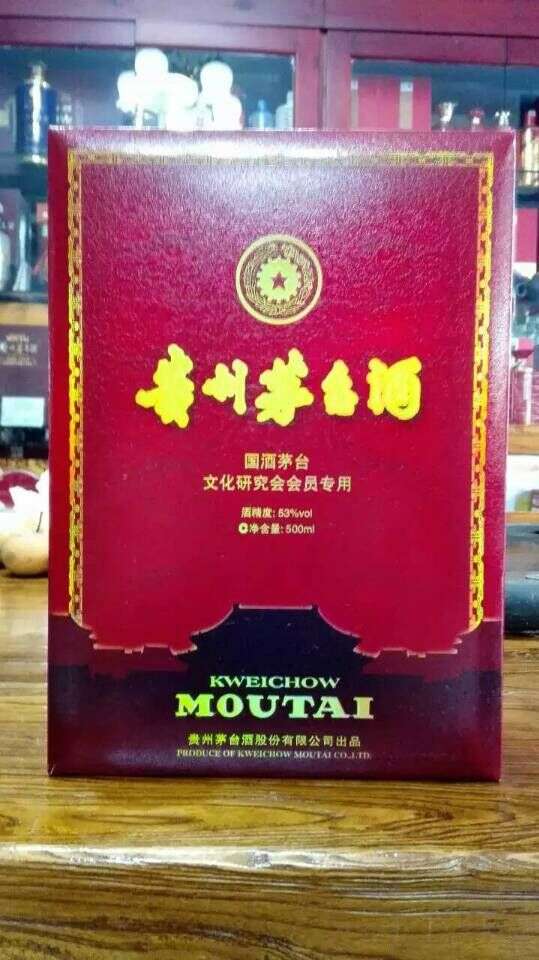 贵州茅台酒
国酒茅台
文化研究会会员专用
酒精度: 53%vol
C净含量: 500ml
KWEICHOW
MOUTAI
贵州茅台酒股份有限公司出品
PRODUCE OF KWEICHOW MOUTAI CO.,LTD.